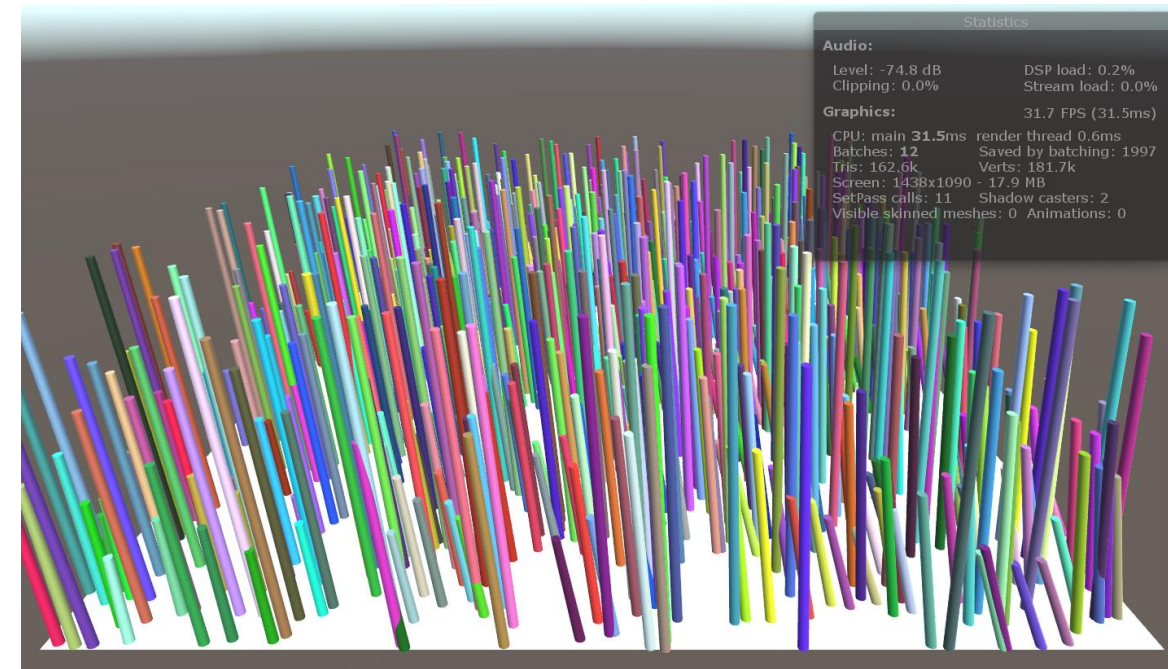 Statistics
Audio:
Level: -74.8 dB DSP load: 0.2%
Clipping: 0.0% Stream load: 0.0%
Graphics: 31.7 FPS (31.5ms)
CPU: main 31.5ms render thread 0.6ms
Batches: 12 Saved by batching: 1997
Tris: 162.6k Verts: 181.7k
Screen: 1438x1090 - 17.9 MB
SetPass calls: 11 Shadow casters: 2
Visible skinned meshes: 0 Animations: 0